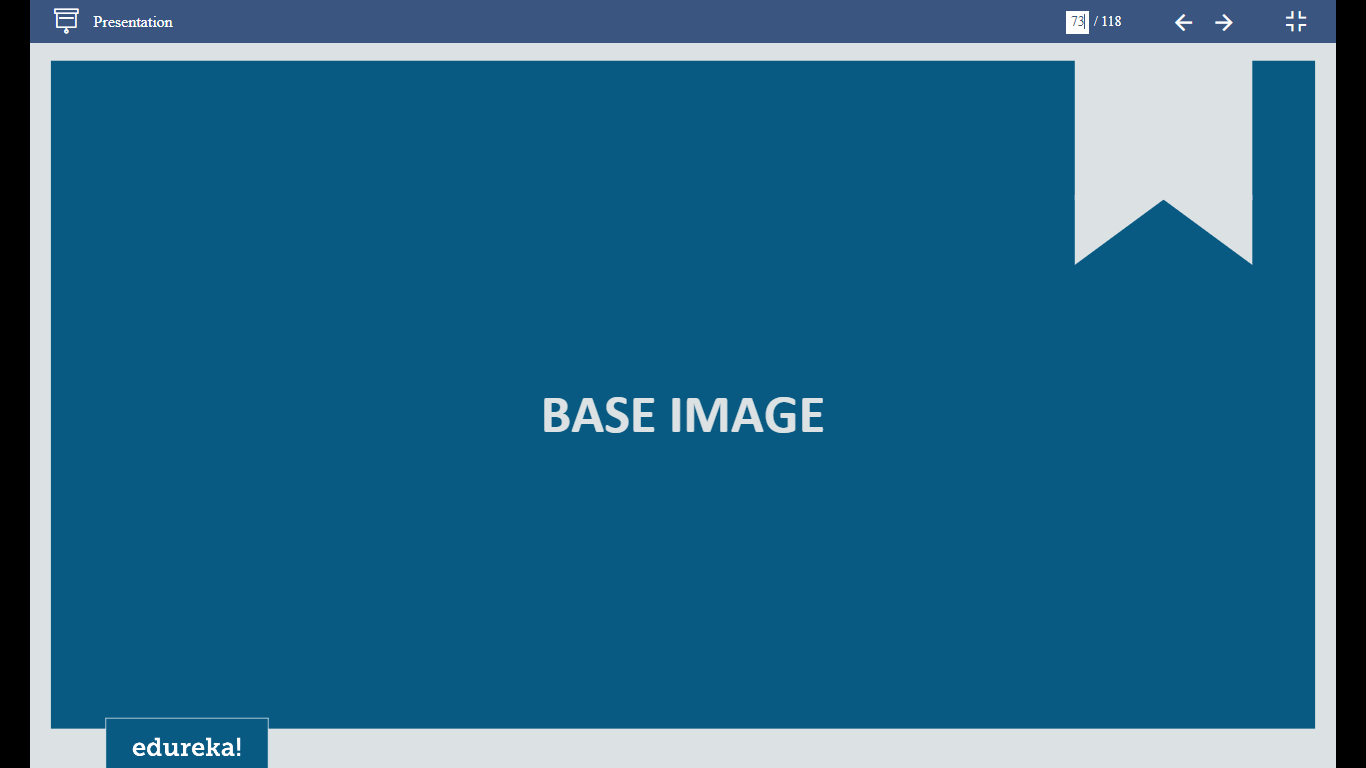 Presentation
73 / 118
BASE IMAGE
edureka!